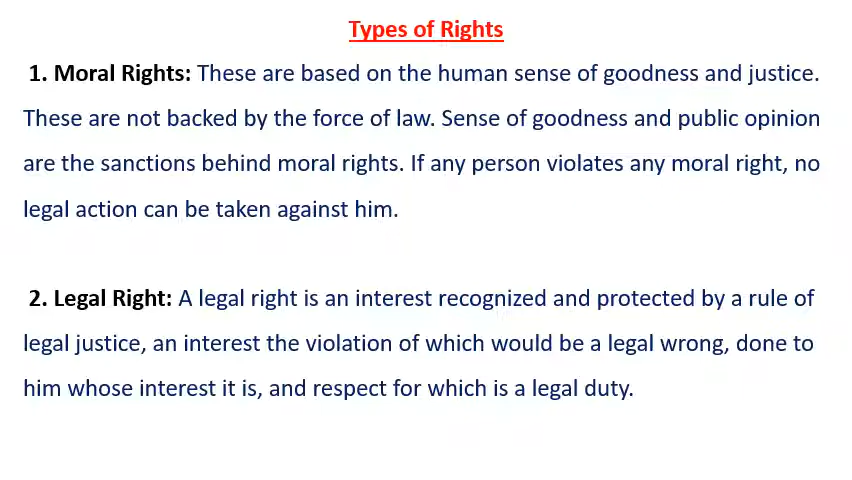 Types of Rights
1. Moral Rights: These are based on the human sense of goodness and justice.
These are not backed by the force of law. Sense of goodness and public opinion
are the sanctions behind moral rights. If any person violates any moral right, no
legal action can be taken against him.
2. Legal Right: A legal right is an interest recognized and protected by a rule of
legal justice, an interest the violation of which would be a legal wrong, done to
him whose interest it is, and respect for which is a legal duty.